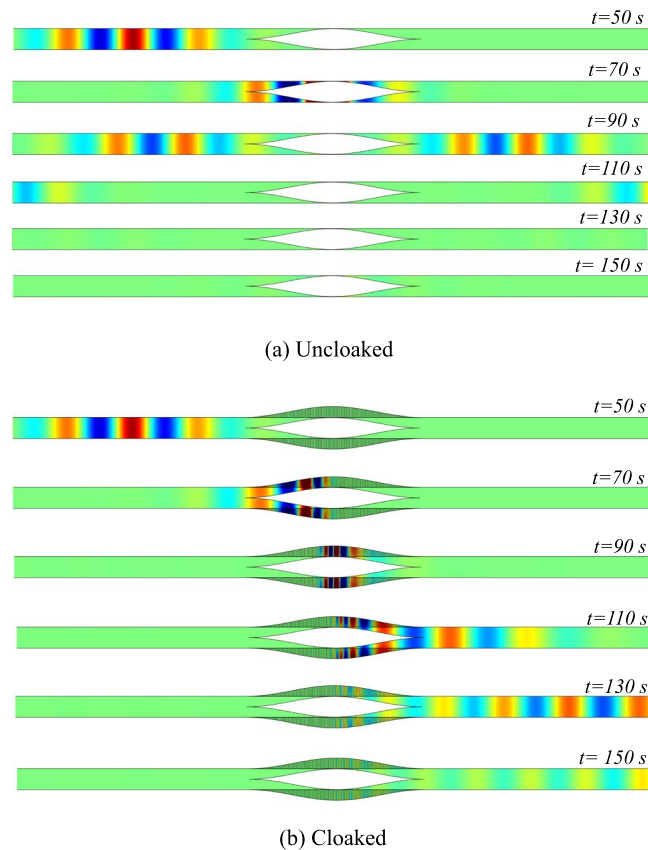 t=50 s
t=70 s
t=90 s
t=110 s
t=130 s
t= 150 s
(a) Uncloaked
t=50 s
t=70 s
t=90 s
t=110 s
t=130 s
t= 150 s
(b) Cloaked